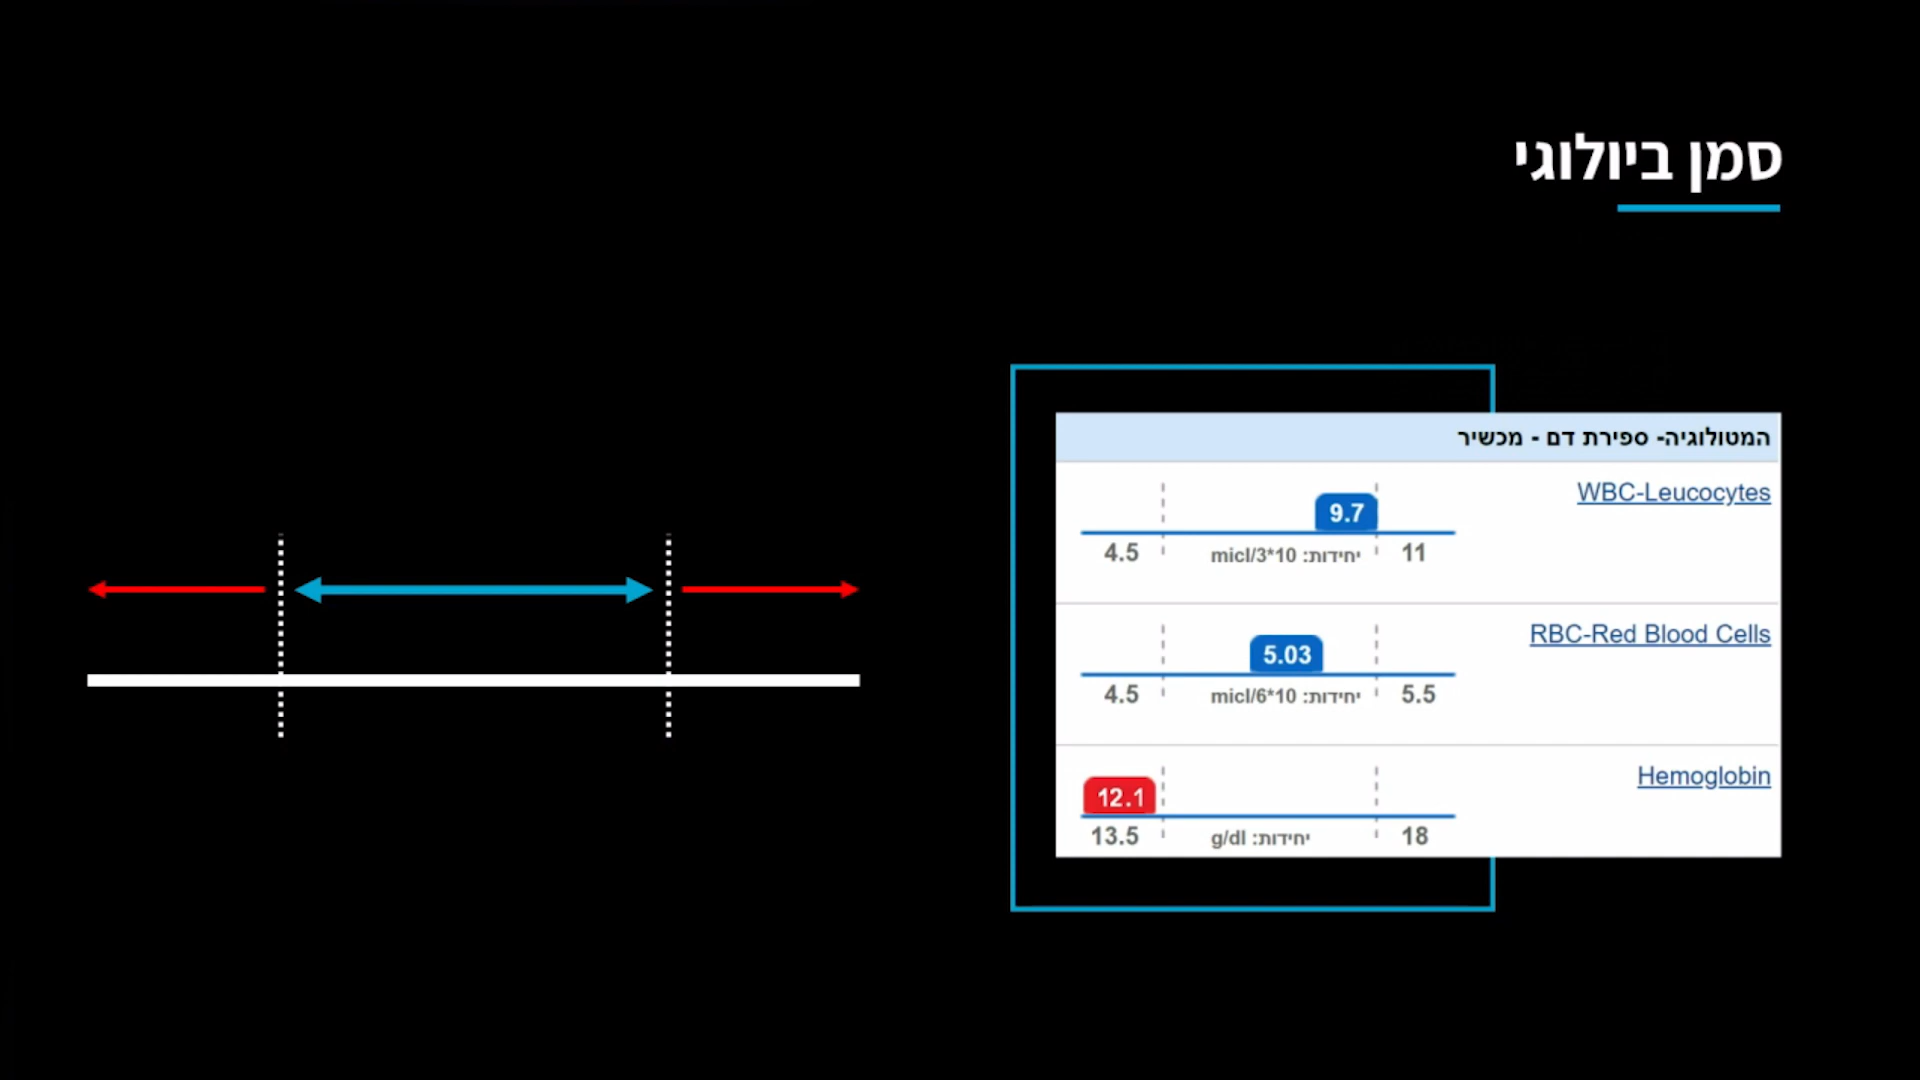 סמן ביולוגי
המטולוגיה- ספירת דם - מכשיר
WBC-Leucocytes
9.7
4.5 יחידות: 10*3/micl 11
RBC-Red Blood Cells
5.03
4.5 יחידות: 10*6/micl 5.5
Hemoglobin
12.1
13.5 יחידות: g/dl 18